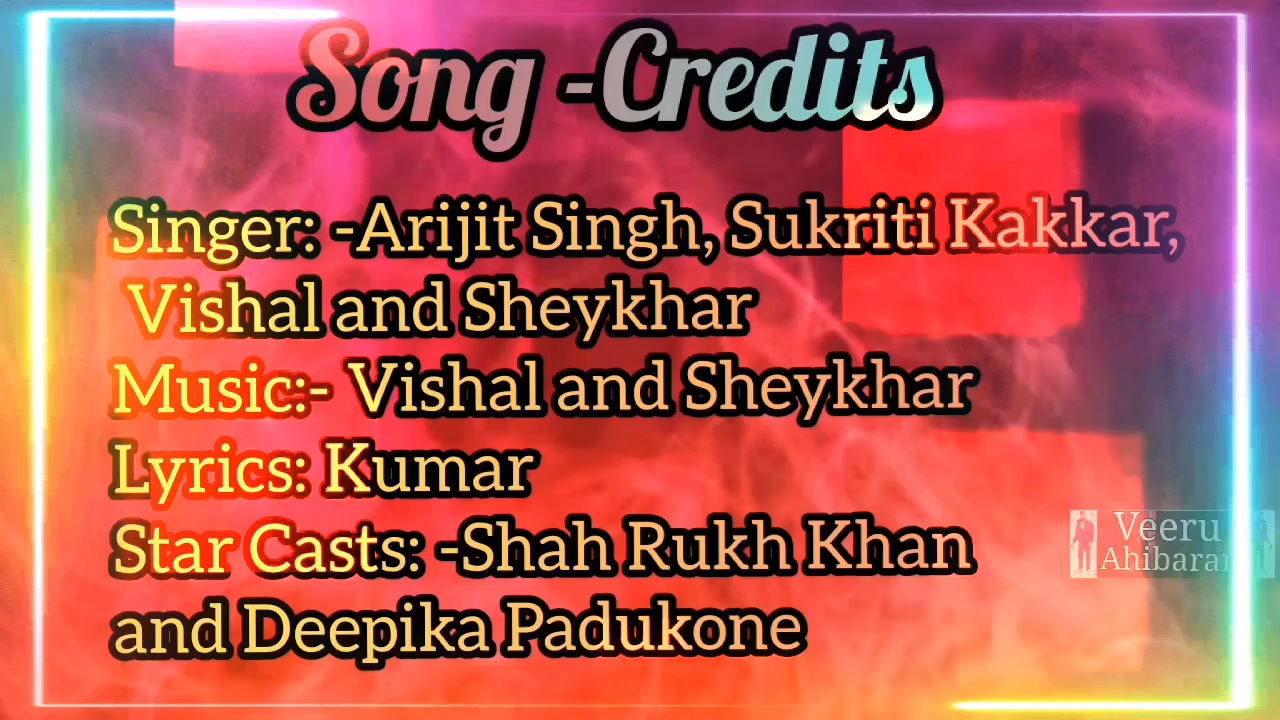 Song -Credits
Singer: -Arijit Singh, Sukriti Kakkar,
Vishal and Sheykhar
Music:- Vishal and Sheykhar
Lyrics: Kumar
Star Casts: -Shah Rukh Khan
and Deepika Padukone
Veeru
Ahibaran